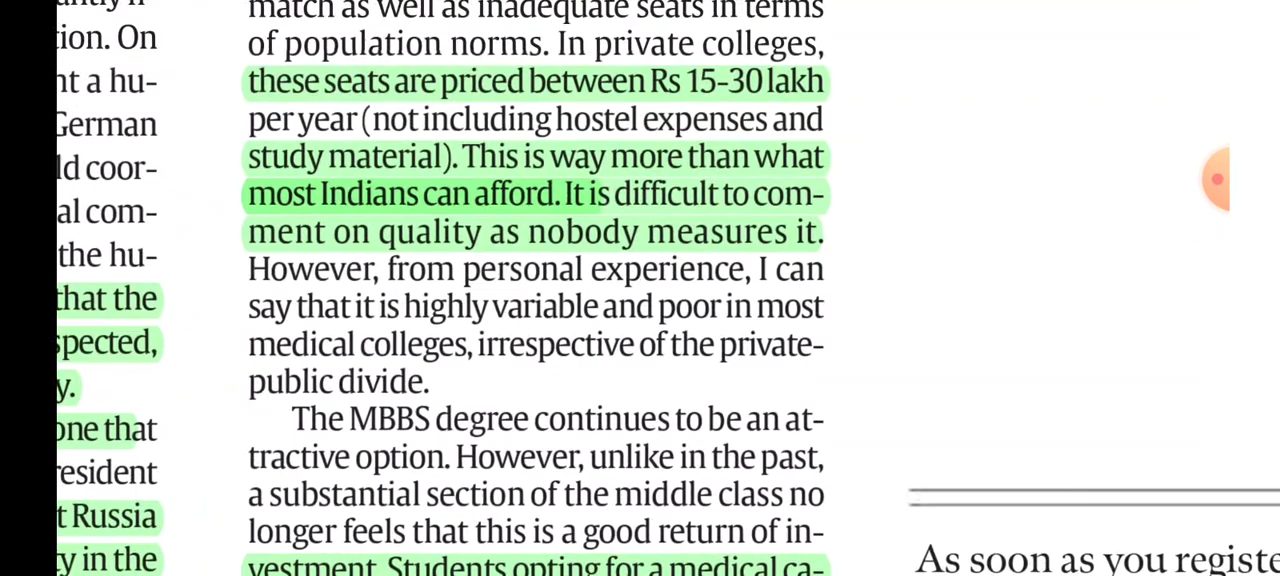 tion. On
nt a hu-
German
ld coor-
al com-
the hu-
that the
spected,
y.
one that
resident
t Russia
y in the
match as well as inadequate seats in terms
of population norms. In private colleges,
these seats are priced between Rs 15-30 lakh
per year (not including hostel expenses and
study material). This is way more than what
most Indians can afford. It is difficult to com-
ment on quality as nobody measures it.
However, from personal experience, I can
say that it is highly variable and poor in most
medical colleges, irrespective of the private-
public divide.
The MBBS degree continues to be an at-
tractive option. However, unlike in the past,
a substantial section of the middle class no
longer feels that this is a good return of in-
vestment. Students opting for a medical ca-
As soon as you registe